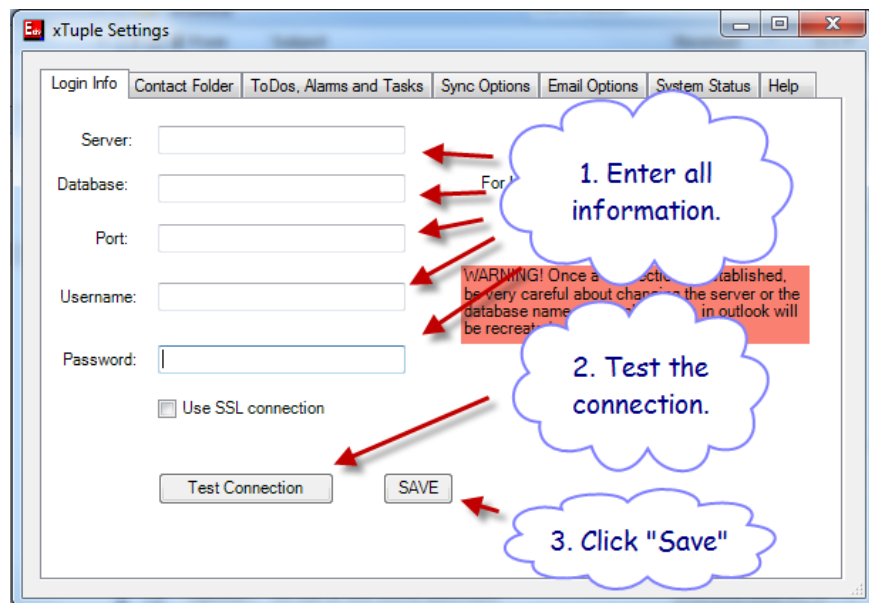 xTuple Settings
Login Info Contact Folder ToDos, Alarms and Tasks Sync Options Email Options System Status Help
Server:
Database:
For
1. Enter all
information.
Port:
WARNING! Once a
be very careful about changing the server or the
database name in outlook will
be recreated
Username:
Password:
2. Test the
connection.
Use SSL connection
Test Connection SAVE
3. Click "Save"